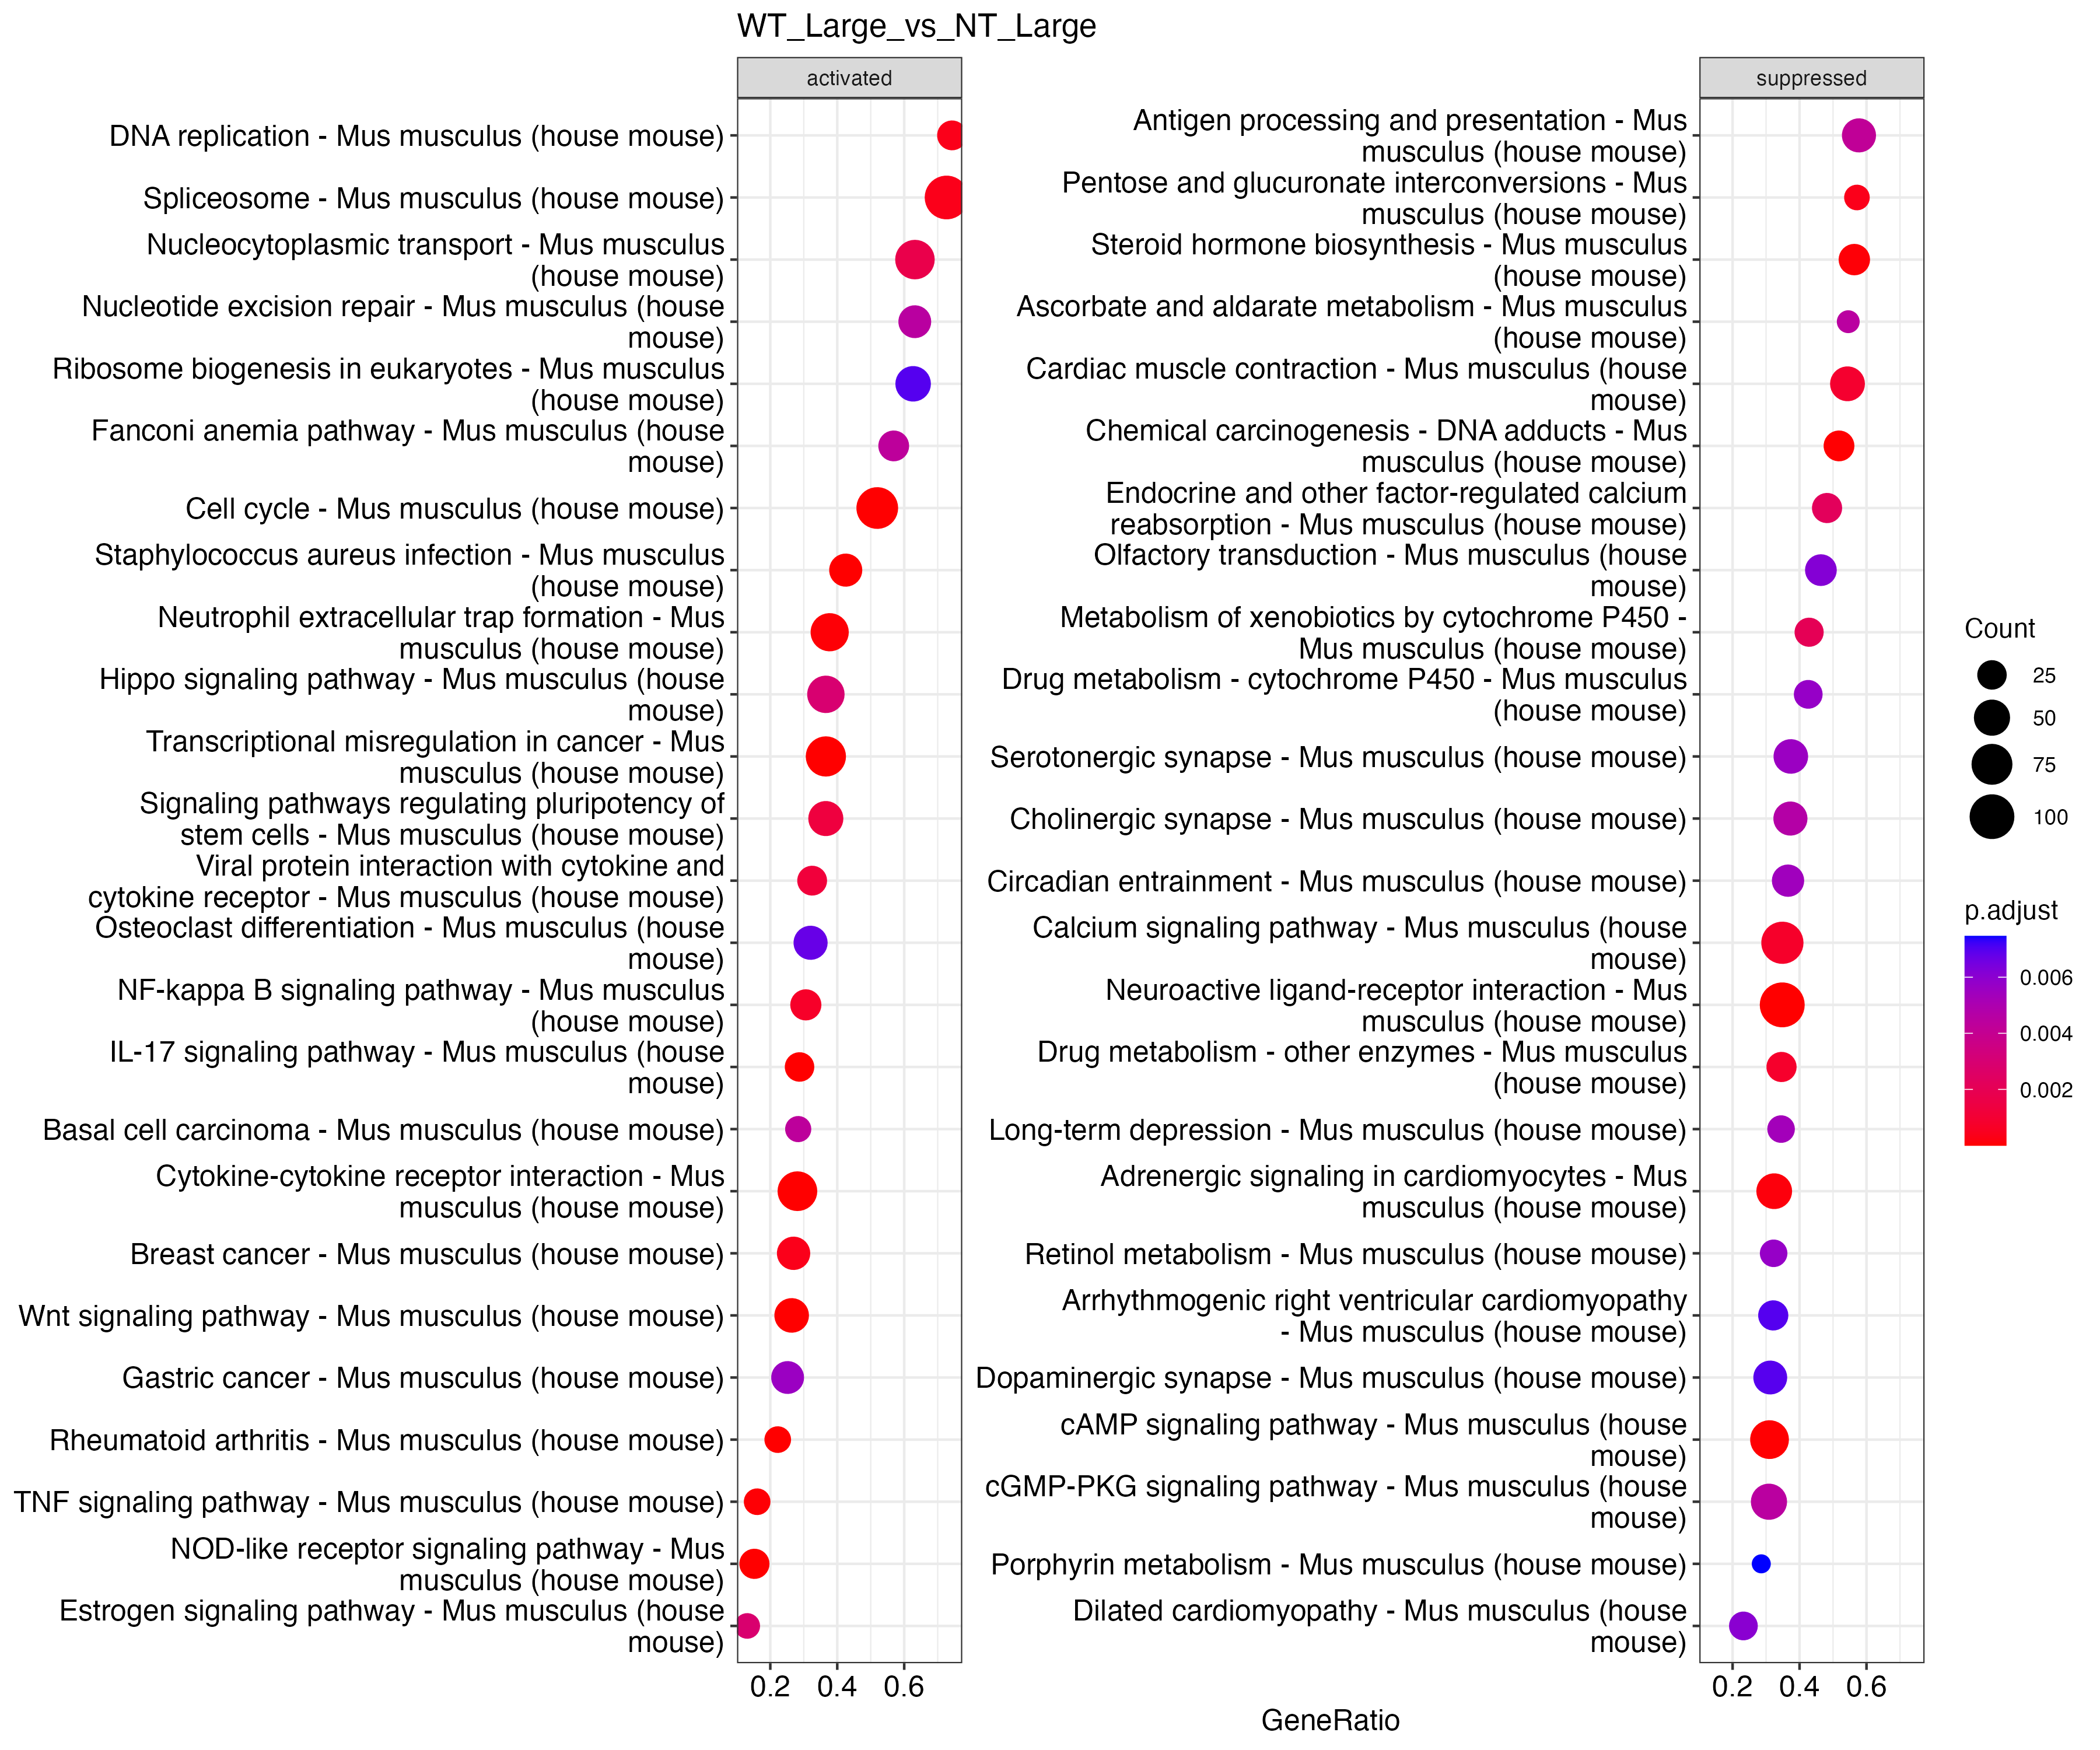 WT_Large_vs_NT_Large
activated
DNA replication - Mus musculus (house mouse)
Spliceosome - Mus musculus (house mouse)
Nucleocytoplasmic transport - Mus musculus
(house mouse)
Nucleotide excision repair - Mus musculus (house
mouse)
Ribosome biogenesis in eukaryotes - Mus musculus
(house mouse)
Fanconi anemia pathway - Mus musculus (house
mouse)
Cell cycle - Mus musculus (house mouse)
Staphylococcus aureus infection - Mus musculus
(house mouse)
Neutrophil extracellular trap formation - Mus
musculus (house mouse)
Hippo signaling pathway - Mus musculus (house
mouse)
Transcriptional misregulation in cancer - Mus
musculus (house mouse)
Signaling pathways regulating pluripotency of
stem cells - Mus musculus (house mouse)
Viral protein interaction with cytokine and
cytokine receptor - Mus musculus (house mouse)
Osteoclast differentiation - Mus musculus (house
mouse)
NF-kappa B signaling pathway - Mus musculus
(house mouse)
IL-17 signaling pathway - Mus musculus (house
mouse)
Basal cell carcinoma - Mus musculus (house mouse)
Cytokine-cytokine receptor interaction - Mus
musculus (house mouse)
Breast cancer - Mus musculus (house mouse)
Wnt signaling pathway - Mus musculus (house mouse)
Gastric cancer - Mus musculus (house mouse)
Rheumatoid arthritis - Mus musculus (house mouse)
TNF signaling pathway - Mus musculus (house mouse)
NOD-like receptor signaling pathway - Mus
musculus (house mouse)
Estrogen signaling pathway - Mus musculus (house
mouse)
0.2 0.4 0.6
suppressed
Antigen processing and presentation - Mus
musculus (house mouse)
Pentose and glucuronate interconversions - Mus
musculus (house mouse)
Steroid hormone biosynthesis - Mus musculus
(house mouse)
Ascorbate and aldarate metabolism - Mus musculus
(house mouse)
Cardiac muscle contraction - Mus musculus (house
mouse)
Chemical carcinogenesis - DNA adducts - Mus
musculus (house mouse)
Endocrine and other factor-regulated calcium
reabsorption - Mus musculus (house mouse)
Olfactory transduction - Mus musculus (house
mouse)
Metabolism of xenobiotics by cytochrome P450 -
Mus musculus (house mouse)
Drug metabolism - cytochrome P450 - Mus musculus
(house mouse)
Serotonergic synapse - Mus musculus (house mouse)
Cholinergic synapse - Mus musculus (house mouse)
Circadian entrainment - Mus musculus (house mouse)
Calcium signaling pathway - Mus musculus (house
mouse)
Neuroactive ligand-receptor interaction - Mus
musculus (house mouse)
Drug metabolism - other enzymes - Mus musculus
(house mouse)
Long-term depression - Mus musculus (house mouse)
Adrenergic signaling in cardiomyocytes - Mus
musculus (house mouse)
Retinol metabolism - Mus musculus (house mouse)
Arrhythmogenic right ventricular cardiomyopathy
- Mus musculus (house mouse)
Dopaminergic synapse - Mus musculus (house mouse)
cAMP signaling pathway - Mus musculus (house
mouse)
cGMP-PKG signaling pathway - Mus musculus (house
mouse)
Porphyrin metabolism - Mus musculus (house mouse)
Dilated cardiomyopathy - Mus musculus (house
mouse)
0.2 0.4 0.6
GeneRatio
Count
25
50
75
100
p.adjust
0.006
0.004
0.002